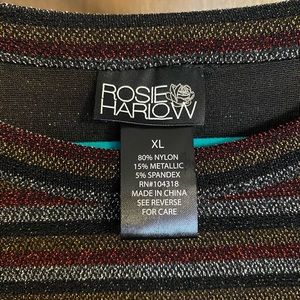 ROSIE
HARLOW
XL
80% NYLON
15% METALLIC
5% SPANDEX
RN#104318
MADE IN CHINA
SEE REVERSE
FOR CARE